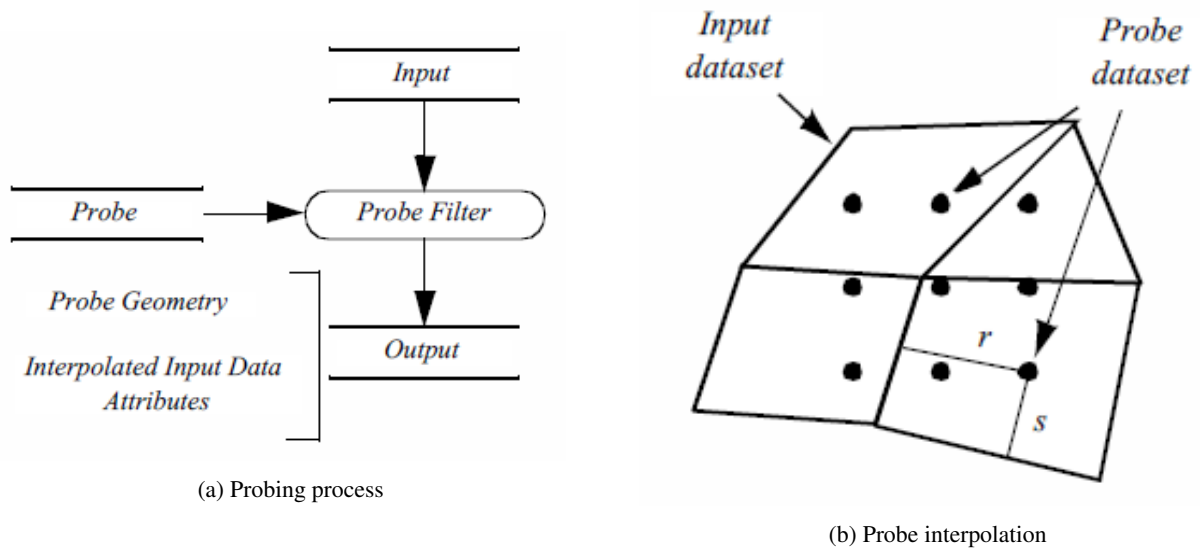 Input
Probe
Probe Filter
Probe Geometry
Output
Interpolated Input Data
Attributes
(a) Probing process
Input
dataset
Probe
dataset
r
s
(b) Probe interpolation